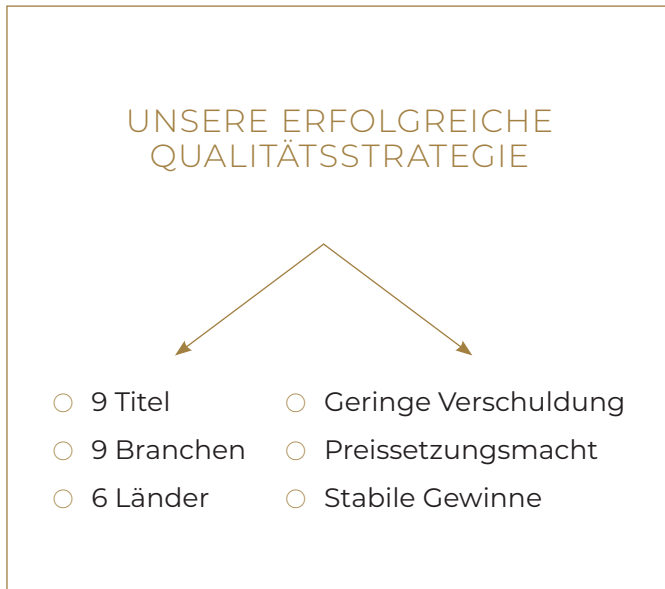 UNSERE ERFOLGREICHE
QUALITÄTSSTRATEGIE
9 Titel
9 Branchen
6 Länder
Geringe Verschuldung
Preissetzungsmacht
Stabile Gewinne